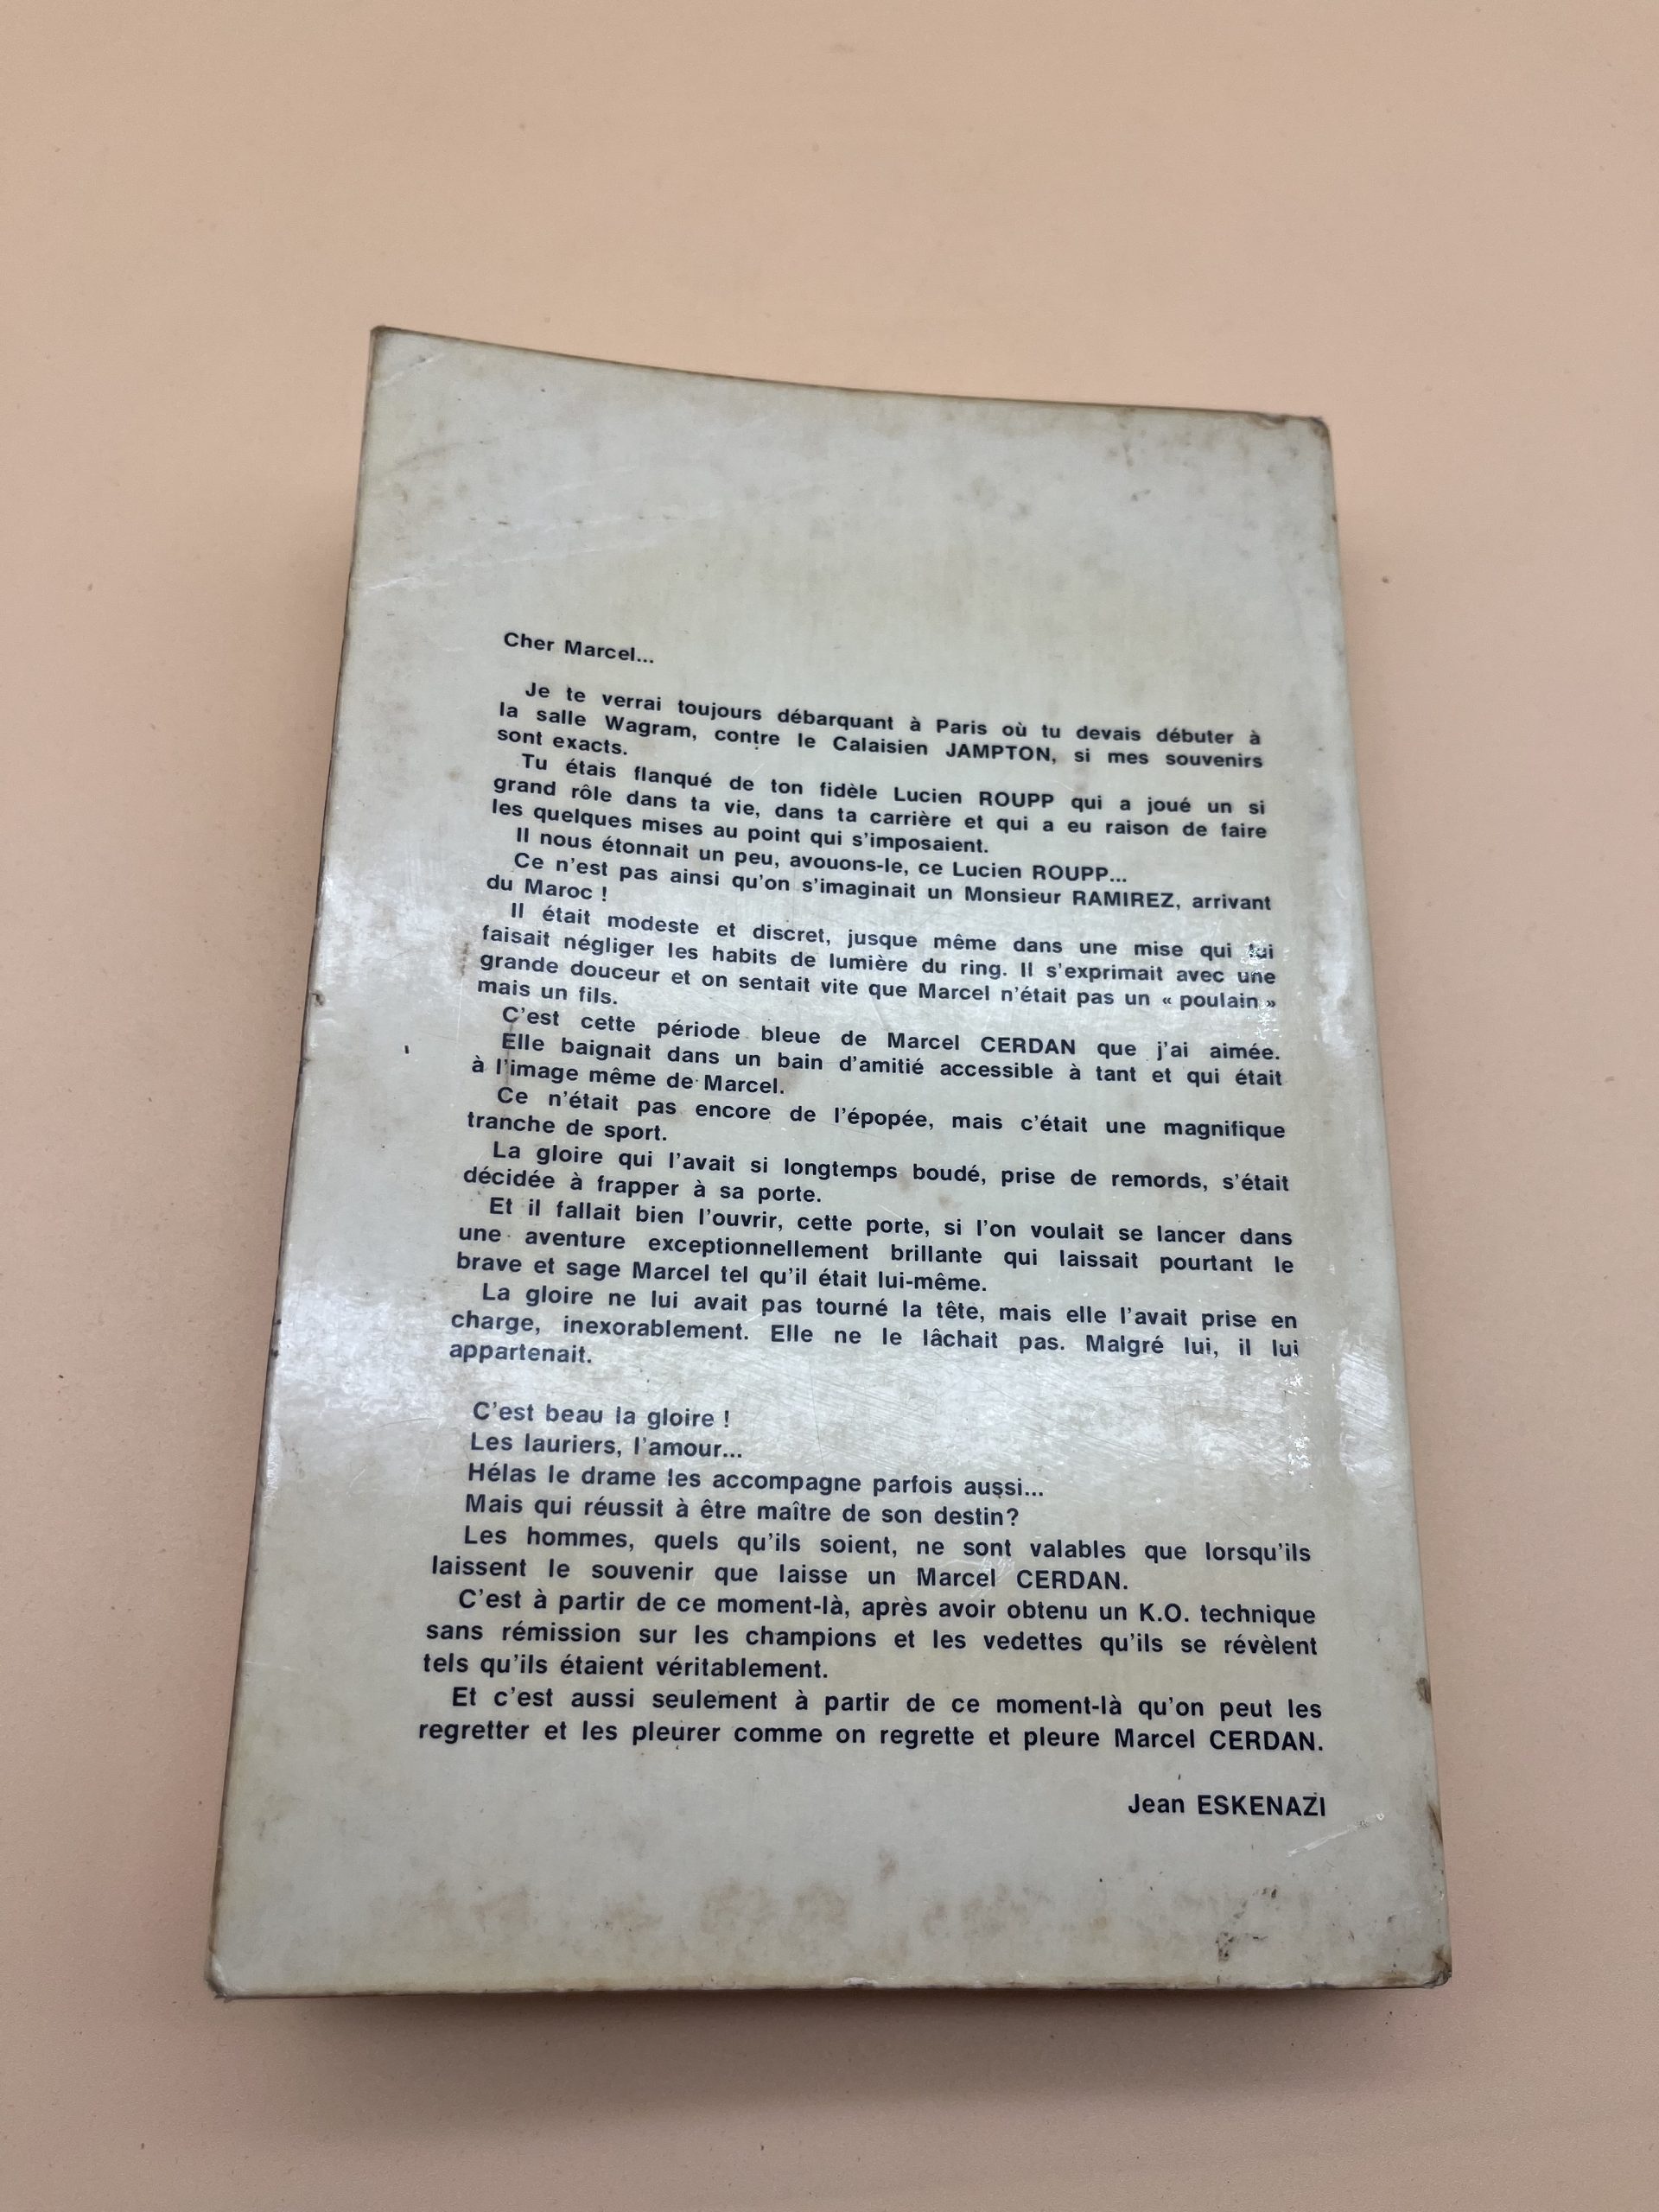 Cher Marcel...
Je te verrai toujours débarquant à Paris où tu devais débuter à
la salle Wagram, contre le Calaisien JAMPTON, si mes souvenirs
sont exacts.
Tu étais flanqué de ton fidèle Lucien ROUPP qui a joué un si
grand rôle dans ta vie, dans ta carrière et qui a eu raison de faire
les quelques mises au point qui s'imposaient.
Il nous étonnait un peu, avouons-le, ce Lucien ROUPP...
Ce n'est pas ainsi qu'on s'imaginait un Monsieur RAMIREZ, arrivant
du Maroc !
Il était modeste et discret, jusque même dans une mise qui lui
faisait négliger les habits de lumière du ring. Il s'exprimait avec une
grande douceur et on sentait vite que Marcel n'était pas un « poulain »
mais un fils.
C'est cette période bleue de Marcel CERDAN que j'ai aimée.
Elle baignait dans un bain d'amitié accessible à tant et qui était
à l'image même de Marcel.
Ce n'était pas encore de l'épopée, mais c'était une magnifique
tranche de sport.
La gloire qui l'avait si longtemps boudé, prise de remords, s'était
décidée à frapper à sa porte.
Et il fallait bien l'ouvrir, cette porte, si l'on voulait se lancer dans
une aventure exceptionnellement brillante qui laissait pourtant le
brave et sage Marcel tel qu'il était lui-même.
La gloire ne lui avait pas tourné la tête, mais elle l'avait prise en
charge, inexorablement. Elle ne le lâchait pas. Malgré lui, il lui
appartenait.
C'est beau la gloire !
Les lauriers, l'amour...
Hélas le drame les accompagne parfois aussi...
Mais qui réussit à être maître de son destin?
Les hommes, quels qu'ils soient, ne sont valables que lorsqu'ils
laissent le souvenir que laisse un Marcel CERDAN.
C'est à partir de ce moment-là, après avoir obtenu un K.O. technique
sans rémission sur les champions et les vedettes qu'ils se révèlent
tels qu'ils étaient véritablement.
Et c'est aussi seulement à partir de ce moment-là qu'on peut les
regretter et les pleurer comme on regrette et pleure Marcel CERDAN.
Jean ESKENAZI